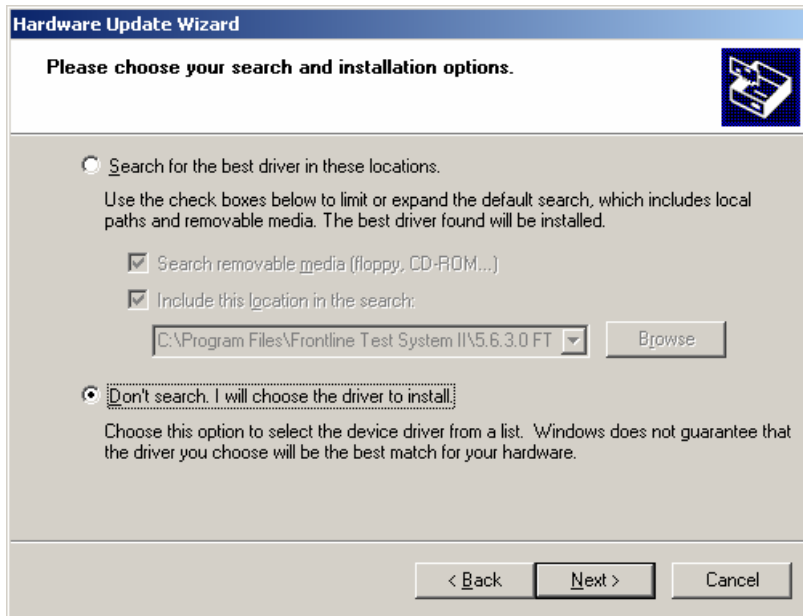 Hardware Update Wizard
Please choose your search and installation options.
Search for the best driver in these locations.
Use the check boxes below to limit or expand the default search, which includes local
paths and removable media. The best driver found will be installed.
Search removable media (floppy, CD-ROM...)
Include this location in the search:
C:\Program Files\Frontline Test System II\5.6.3.0 FT
Browse
Don't search. I will choose the driver to install.
Choose this option to select the device driver from a list.  Windows does not guarantee that
the driver you choose will be the best match for your hardware.
< Back
Next >
Cancel